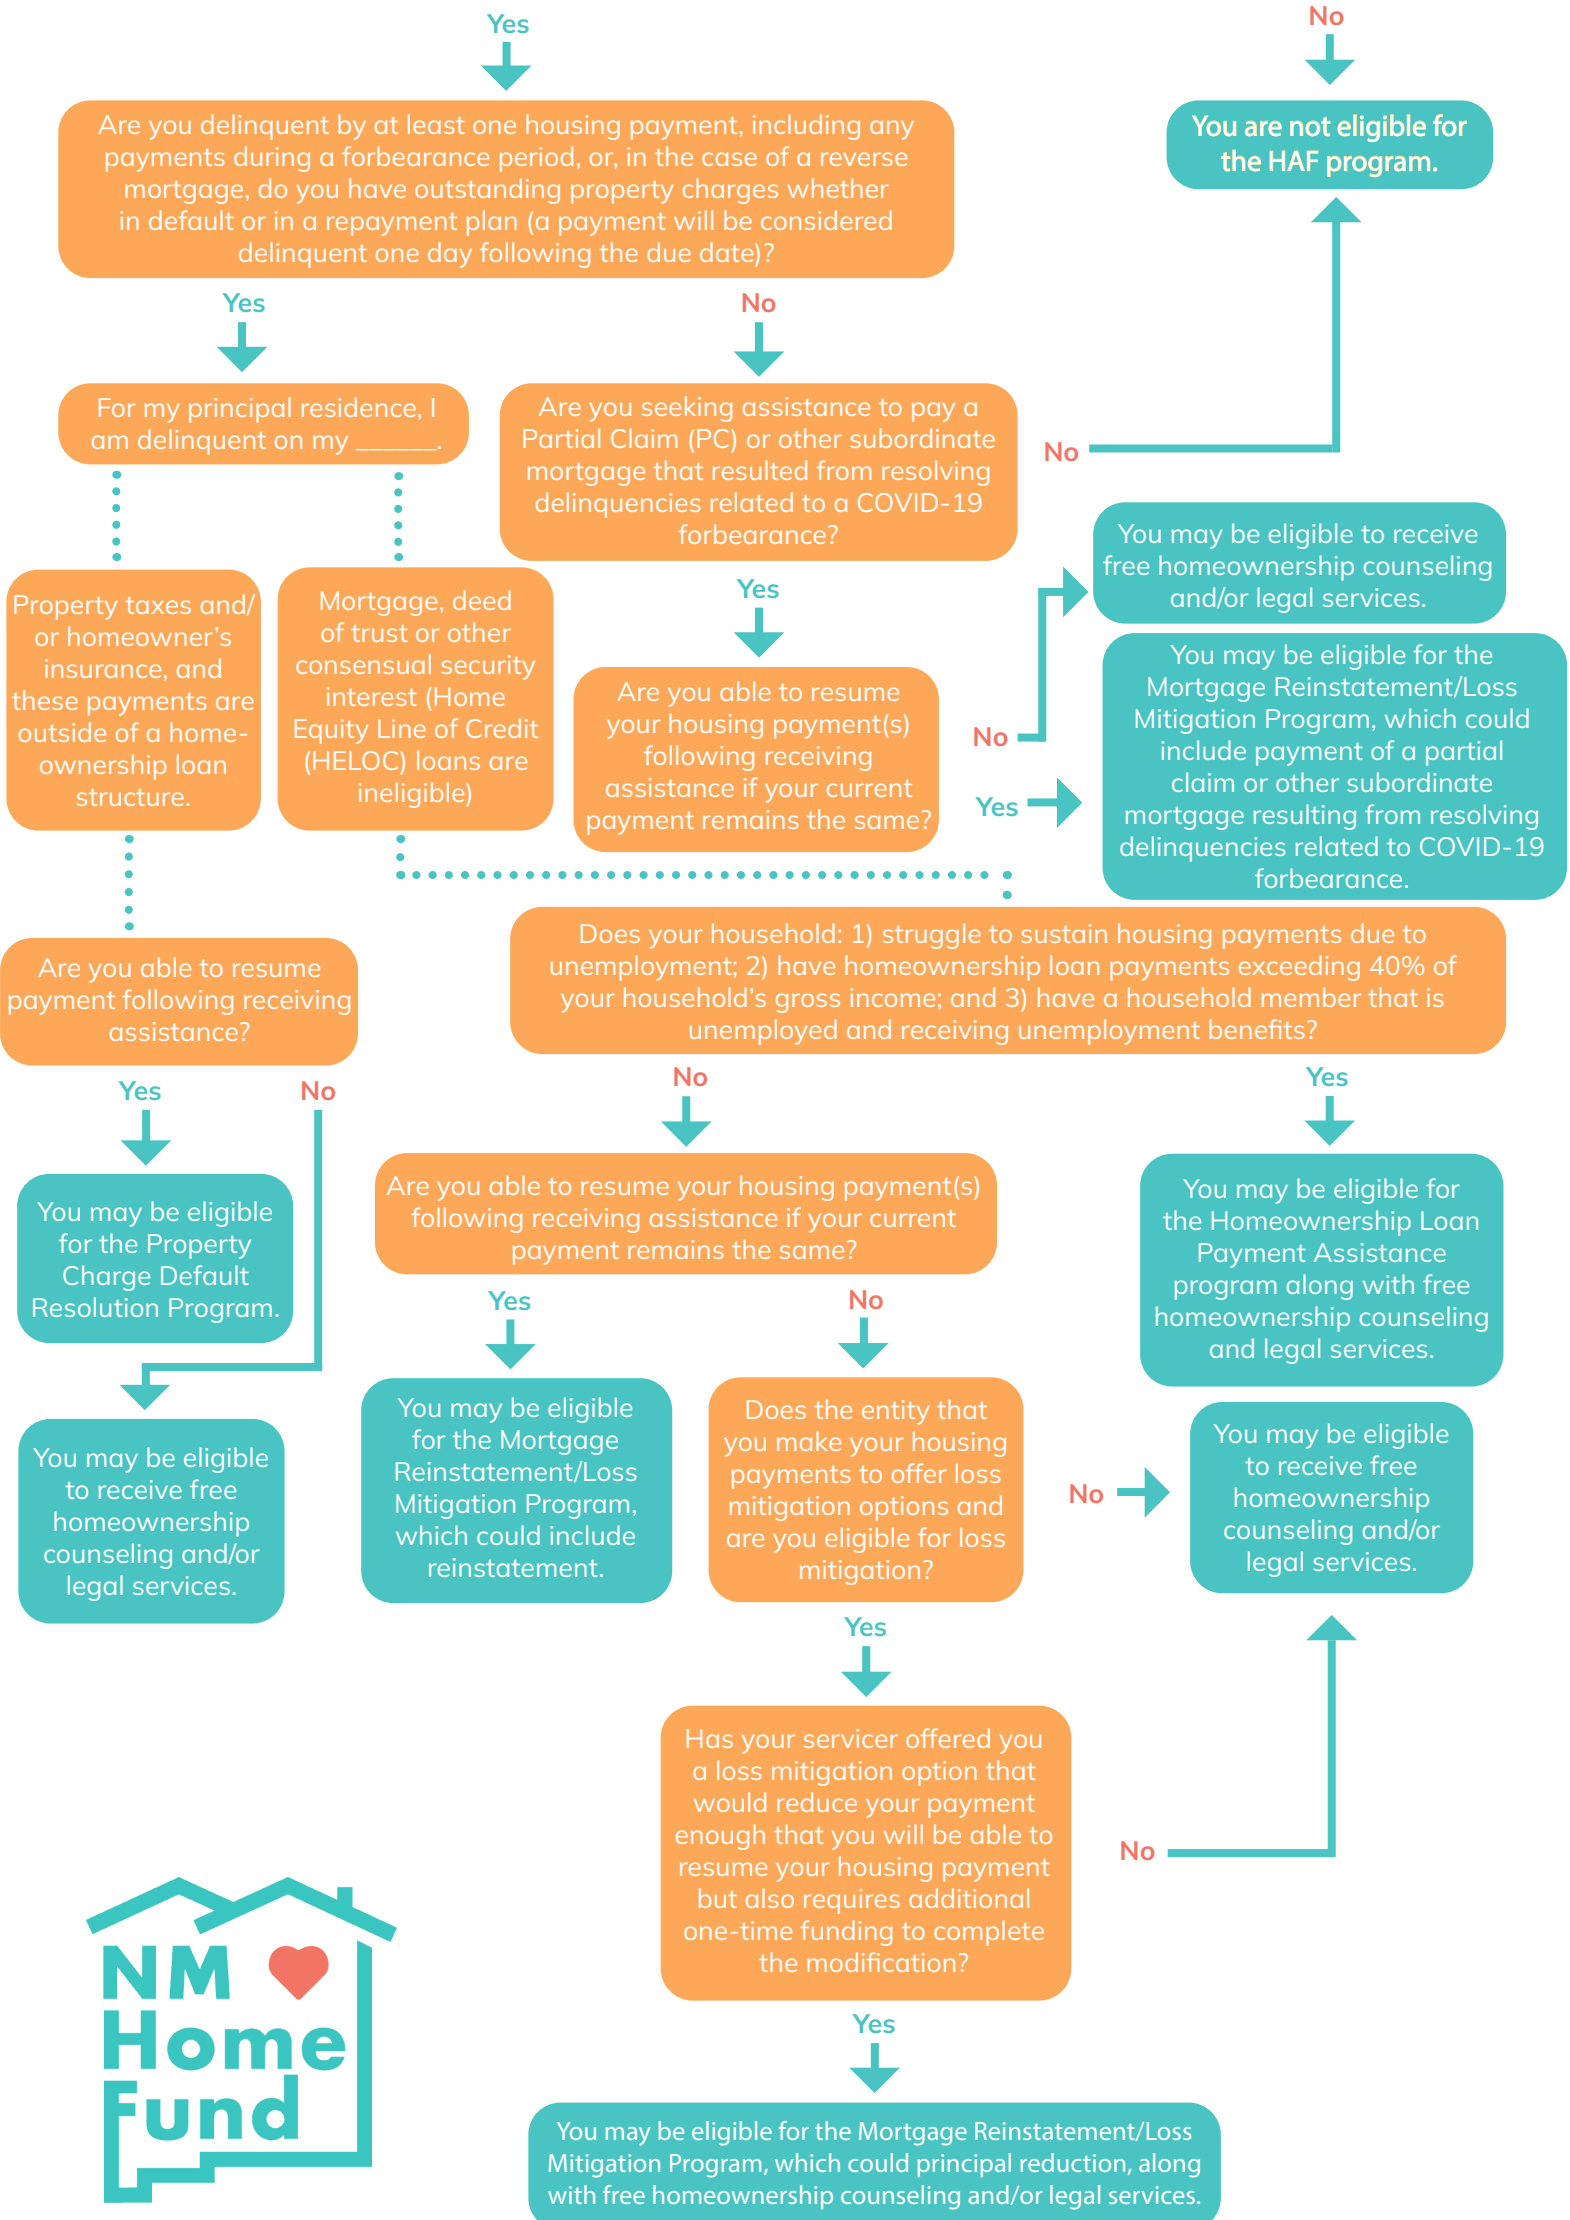 Yes
No
Are you delinquent by at least one housing payment, including any
payments during a forbearance period, or, in the case of a reverse
mortgage, do you have outstanding property charges whether
in default or in a repayment plan (a payment will be considered
delinquent one day following the due date)?
You are not eligible for
the HAF program.
Yes
No
For my principal residence, I
am delinquent on my ______.
Are you seeking assistance to pay a
Partial Claim (PC) or other subordinate
mortgage that resulted from resolving
delinquencies related to a COVID-19
forbearance?
No
Property taxes and/
or homeowner's
insurance, and
these payments are
outside of a home-
ownership loan
structure.
Mortgage, deed
of trust or other
consensual security
interest (Home
Equity Line of Credit
(HELOC) loans are
ineligible)
Yes
Are you able to resume
your housing payment(s)
following receiving
assistance if your current
payment remains the same?
No
You may be eligible to receive
free homeownership counseling
and/or legal services.
Yes
You may be eligible for the
Mortgage Reinstatement/Loss
Mitigation Program, which could
include payment of a partial
claim or other subordinate
mortgage resulting from resolving
delinquencies related to COVID-19
forbearance.
Are you able to resume
payment following receiving
assistance?
Does your household: 1) struggle to sustain housing payments due to
unemployment; 2) have homeownership loan payments exceeding 40% of
your household's gross income; and 3) have a household member that is
unemployed and receiving unemployment benefits?
Yes
No
No
Yes
You may be eligible
for the Property
Charge Default
Resolution Program.
You may be eligible
to receive free
homeownership
counseling and/or
legal services.
Are you able to resume your housing payment(s)
following receiving assistance if your current
payment remains the same?
You may be eligible for
the Homeownership Loan
Payment Assistance
program along with free
homeownership counseling
and legal services.
Yes
No
You may be eligible
for the Mortgage
Reinstatement/Loss
Mitigation Program,
which could include
reinstatement.
Does the entity that
you make your housing
payments to offer loss
mitigation options and
are you eligible for loss
mitigation?
No
You may be eligible
to receive free
homeownership
counseling and/or
legal services.
Yes
Has your servicer offered you
a loss mitigation option that
would reduce your payment
enough that you will be able to
resume your housing payment
but also requires additional
one-time funding to complete
the modification?
No
Yes
You may be eligible for the Mortgage Reinstatement/Loss
Mitigation Program, which could principal reduction, along
with free homeownership counseling and/or legal services.
NM
Home
Fund